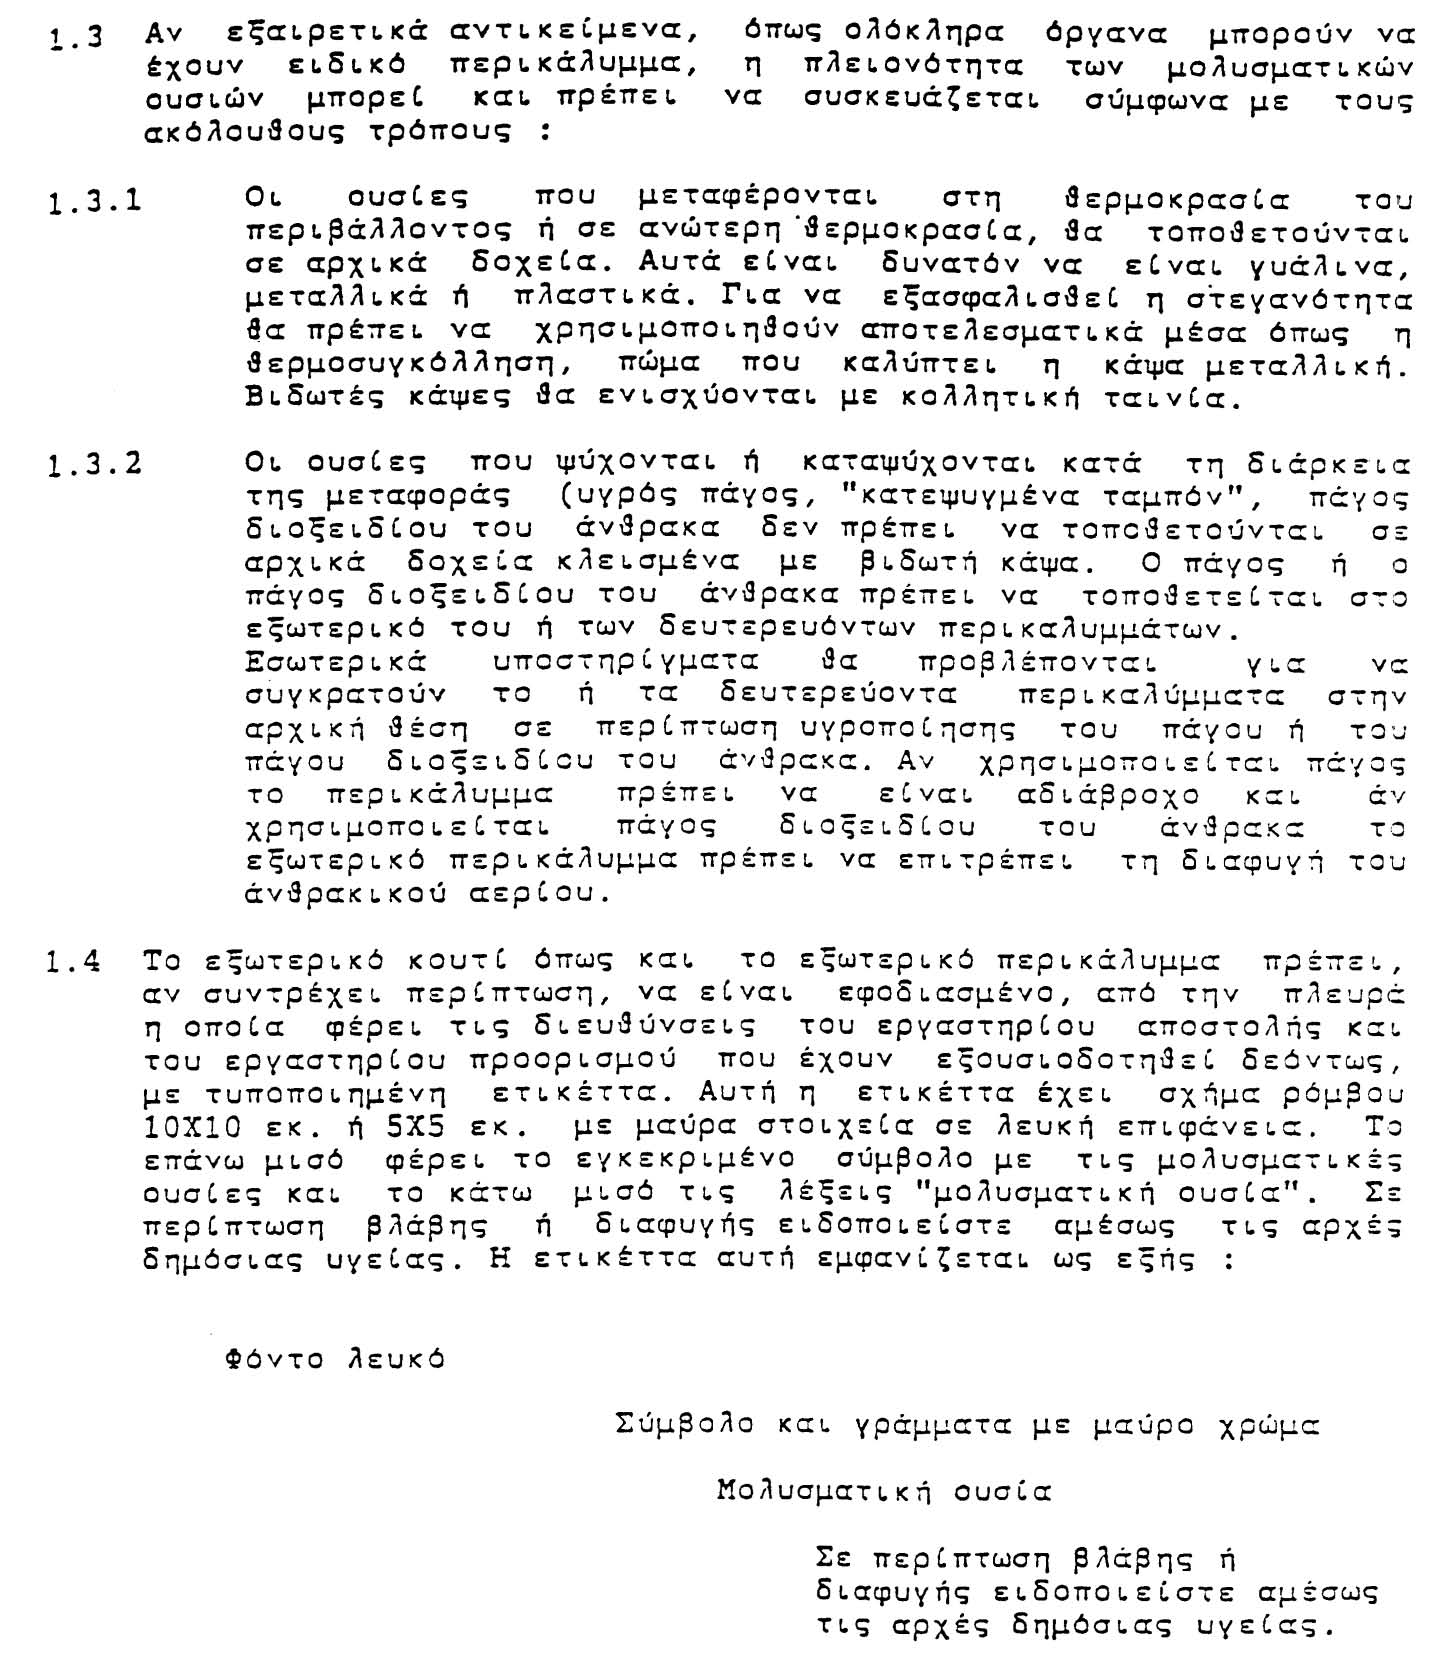 1.3 Αν εξαιρετικά αντικείμενα, όπως ολόκληρα όργανα μπορούν να
έχουν ειδικό περικάλυμμα, η πλειονότητα των μολυσματικών
ουσιών μπορεί και πρέπει να συσκευάζεται σύμφωνα με τους
ακόλουθους τρόπους :
1.3.1 Οι ουσίες που μεταφέρονται στη θερμοκρασία του
περιβάλλοντος ή σε ανώτερη θερμοκρασία, θα τοποθετούνται
σε αρχικά δοχεία. Αυτά είναι δυνατόν να είναι γυάλινα,
μεταλλικά ή πλαστικά. Για να εξασφαλισθεί η στεγανότητα
θα πρέπει να χρησιμοποιηθούν αποτελεσματικά μέσα όπως η
θερμοσυγκόλληση, πώμα που καλύπτει η κάψα μεταλλική.
Βιδωτές κάψες θα ενισχύονται με κολλητική ταινία.
1.3.2 Οι ουσίες που ψύχονται ή καταψύχονται κατά τη διάρκεια
της μεταφοράς (υγρός πάγος, "κατεψυγμένα ταμπόν", πάγος
διοξειδίου του άνθρακα δεν πρέπει να τοποθετούνται σε
αρχικά δοχεία κλεισμένα με βιδωτή κάψα. Ο πάγος ή ο
πάγος διοξειδίου του άνθρακα πρέπει να τοποθετείται στο
εξωτερικό του ή των δευτερευόντων περικαλυμμάτων.
Εσωτερικά υποστηρίγματα θα προβλέπονται για να
συγκρατούν το ή τα δευτερεύοντα περικαλύμματα στην
αρχική θέση σε περίπτωση υγροποίησης του πάγου ή του
πάγου διοξειδίου του άνθρακα. Αν χρησιμοποιείται πάγος
το περικάλυμμα πρέπει να είναι αδιάβροχο και άν
χρησιμοποιείται πάγος διοξειδίου του άνθρακα το
εξωτερικό περικάλυμμα πρέπει να επιτρέπει τη διαφυγή του
άνθρακικού αερίου.
1.4 Το εξωτερικό κουτί όπως και το εξωτερικό περικάλυμμα πρέπει,
αν συντρέχει περίπτωση, να είναι εφοδιασμένο, από την πλευρά
η οποία φέρει τις διευθύνσεις του εργαστηρίου αποστολής και
του εργαστηρίου προορισμού που έχουν εξουσιοδοτηθεί δεόντως,
με τυποποιημένη ετικέττα. Αυτή η ετικέττα έχει σχήμα ρόμβου
10X10 εκ. ή 5X5 εκ. με μαύρα στοιχεία σε λευκή επιφάνεια. Το
επάνω μισό φέρει το εγκεκριμένο σύμβολο με τις μολυσματικές
ουσίες και το κάτω μισό τις λέξεις "μολυσματική ουσία". Σε
περίπτωση βλάβης ή διαφυγής ειδοποιείστε αμέσως τις αρχές
δημόσιας υγείας. Η ετικέττα αυτή εμφανίζεται ως εξής :
Φόντο λευκό
Σύμβολο και γράμματα με μαύρο χρώμα
Μολυσματική ουσία
Σε περίπτωση βλάβης ή
διαφυγής ειδοποιείστε αμέσως
τις αρχές δημόσιας υγείας.